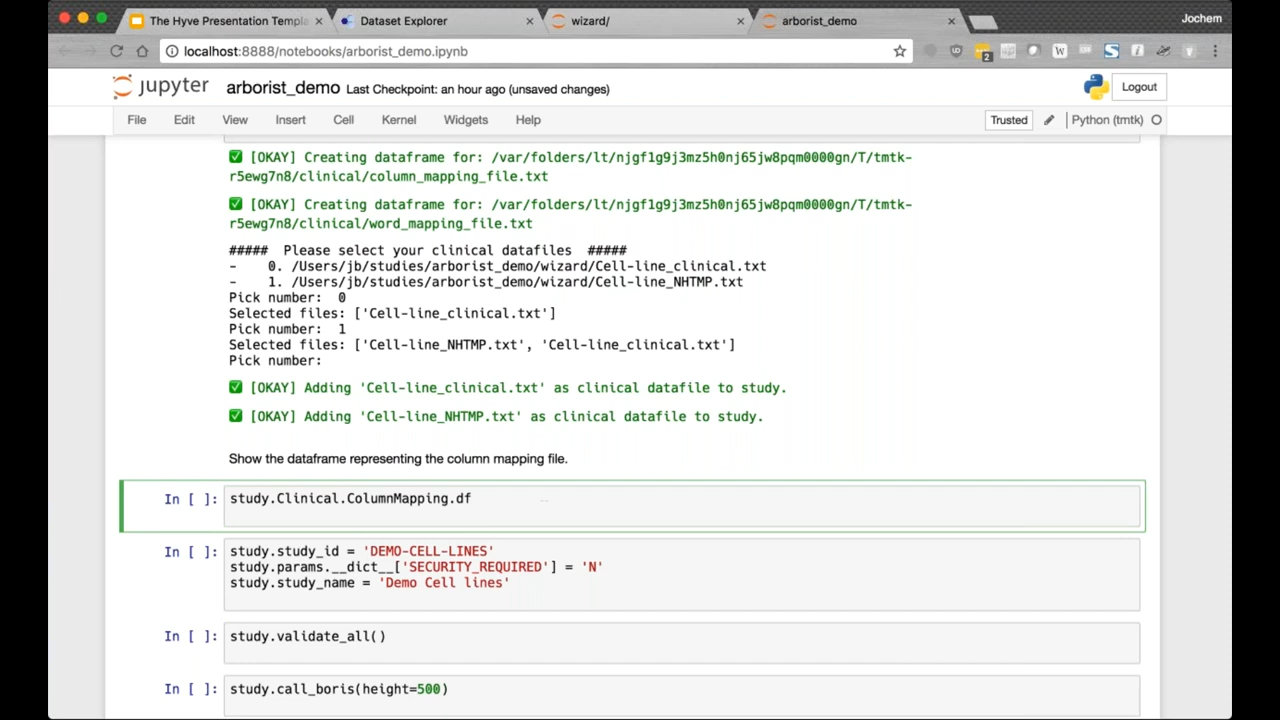 The Hyve Presentation Templa
Dataset Explorer
wizard/
arborist_demo
Jochem
localhost:8888/notebooks/arborist_demo.ipynb
2
W
S
jupyter
arborist_demo Last Checkpoint: an hour ago (unsaved changes)
Logout
File Edit View Insert Cell Kernel Widgets Help
Trusted
Python (tmtk)
[OKAY] Creating dataframe for: /var/folders/lt/njgf1g9j3mz5h0nj65jw8pqm0000gn/T/tmtk-
r5ewg7n8/clinical/column_mapping_file.txt
[OKAY] Creating dataframe for: /var/folders/lt/njgf1g9j3mz5h0nj65jw8pqm0000gn/T/tmtk-
r5ewg7n8/clinical/word_mapping_file.txt
##### Please select your clinical datafiles #####
- 0. /Users/jb/studies/arborist_demo/wizard/Cell-line_clinical.txt
- 1. /Users/jb/studies/arborist_demo/wizard/Cell-line_NHTMP.txt
Pick number: 0
Selected files: ['Cell-line_clinical.txt']
Pick number: 1
Selected files: ['Cell-line_NHTMP.txt', 'Cell-line_clinical.txt']
Pick number:
[OKAY] Adding 'Cell-line_clinical.txt' as clinical datafile to study.
[OKAY] Adding 'Cell-line_NHTMP.txt' as clinical datafile to study.
Show the dataframe representing the column mapping file.
In [ ]: study.Clinical.ColumnMapping.df
In [ ]: study.study_id = 'DEMO-CELL-LINES'
study.params.__dict__['SECURITY_REQUIRED'] = 'N'
study.study_name = 'Demo Cell lines'
In [ ]: study.validate_all()
In [ ]: study.call_boris(height=500)